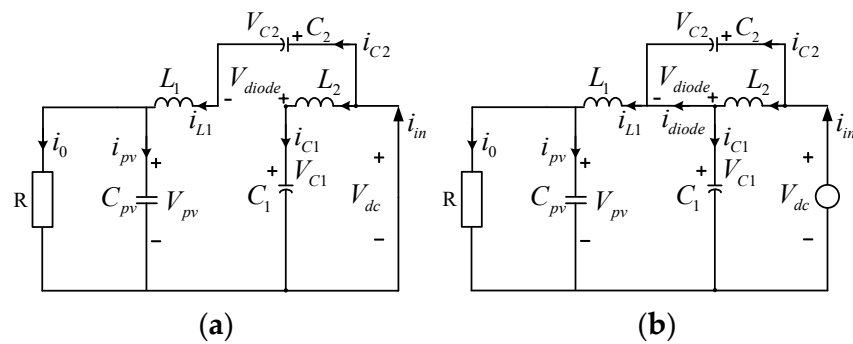 V_{C2} + C_2
i_{C2}
L_1 - V_{diode} + L_2
i_{L1}
i_{in}
i_0 i_{pv} i_{C1}
+ + V_{C1} +
R C_{pv} V_{pv} C_1 V_{dc}
- -
(a)
V_{C2} + C_2
i_{C2}
L_1 - V_{diode} + L_2
i_{L1} i_{diode}
i_{in}
i_0 i_{pv} i_{C1}
+ + V_{C1} +
R C_{pv} V_{pv} C_1 V_{dc}
- -
(b)